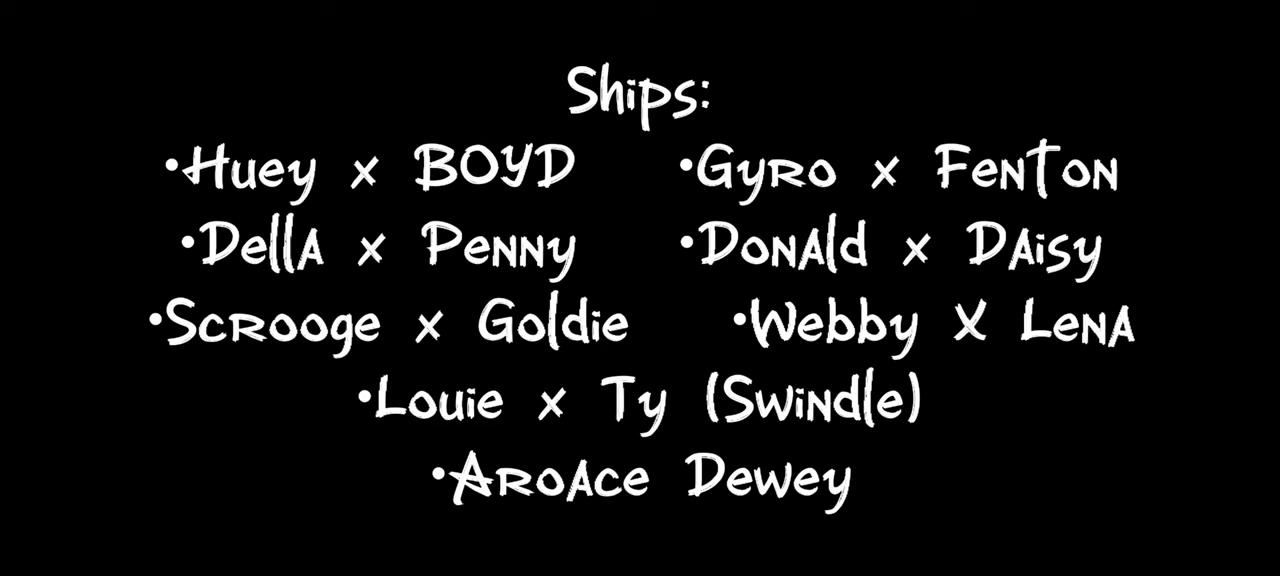 Ships:
•Huey x BOYD •Gyro x Fenton
•Della x Penny •Donald x Daisy
•Scrooge x Goldie •Webby X Lena
•Louie x Ty (Swindle)
•AroAce Dewey